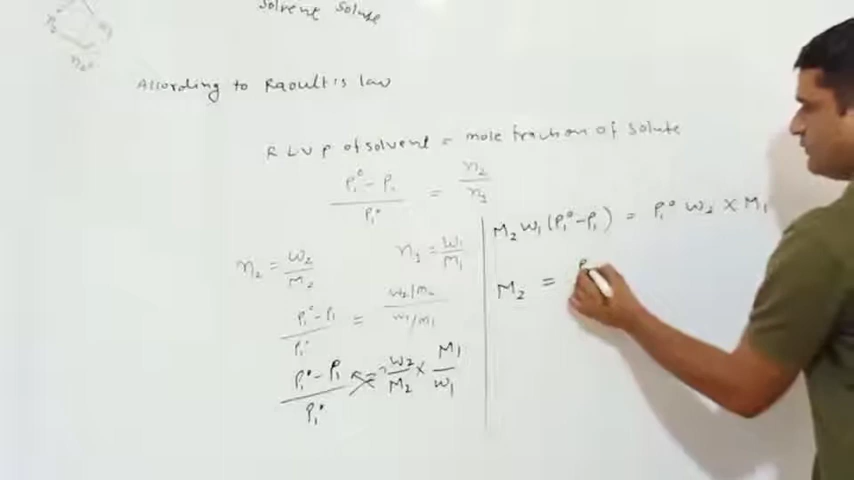 Solvent Solute
According to Raoult's law
RLVP of solvent = mole fraction of solute
P₁° - P₁ / P₁° = n₂ / n₁
n₂ = W₂ / M₂
n₁ = W₁ / M₁
P₁° - P₁ / P₁° = W₂/M₂ / W₁/M₁
P₁° - P₁ / P₁° = W₂ / M₂ × M₁ / W₁
M₂ W₁ (P₁° - P₁) = P₁° W₂ × M₁
M₂ = P